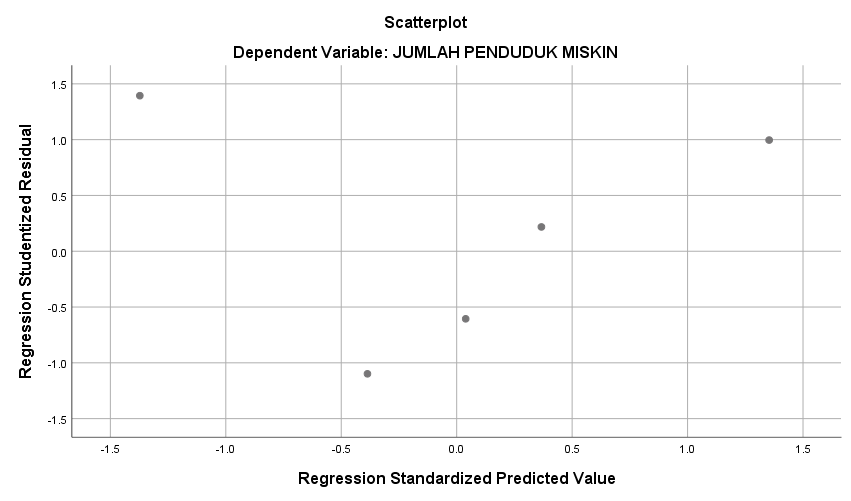 Scatterplot
Dependent Variable: JUMLAH PENDUDUK MISKIN
Regression Studentized Residual
1.5
1.0
0.5
0.0
-0.5
-1.0
-1.5
-1.5 -1.0 -0.5 0.0 0.5 1.0 1.5
Regression Standardized Predicted Value